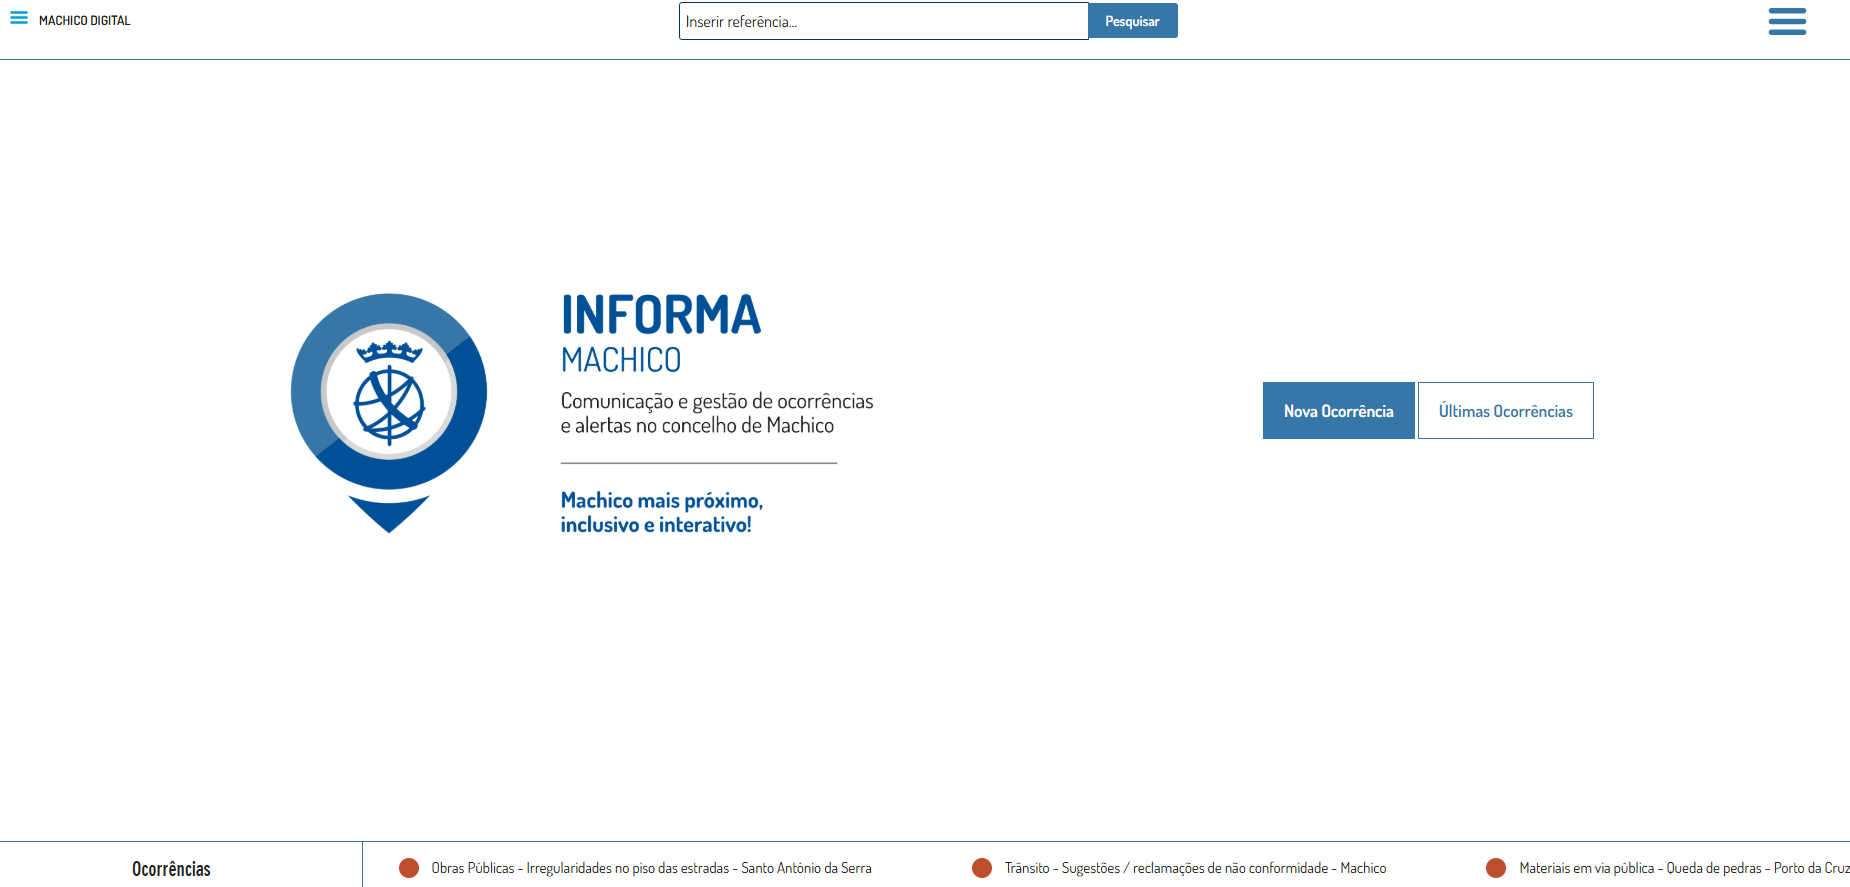 MACHICO DIGITAL
Inserir referência...
Pesquisar
INFORMA
MACHICO
Comunicação e gestão de ocorrências
e alertas no concelho de Machico
Machico mais próximo,
inclusivo e interativo!
Nova Ocorrência
Últimas Ocorrências
Ocorrências
Obras Públicas - Irregularidades no piso das estradas - Santo António da Serra
Trânsito - Sugestões / reclamações de não conformidade - Machico
Materiais em via pública - Queda de pedras - Porto da Cruz